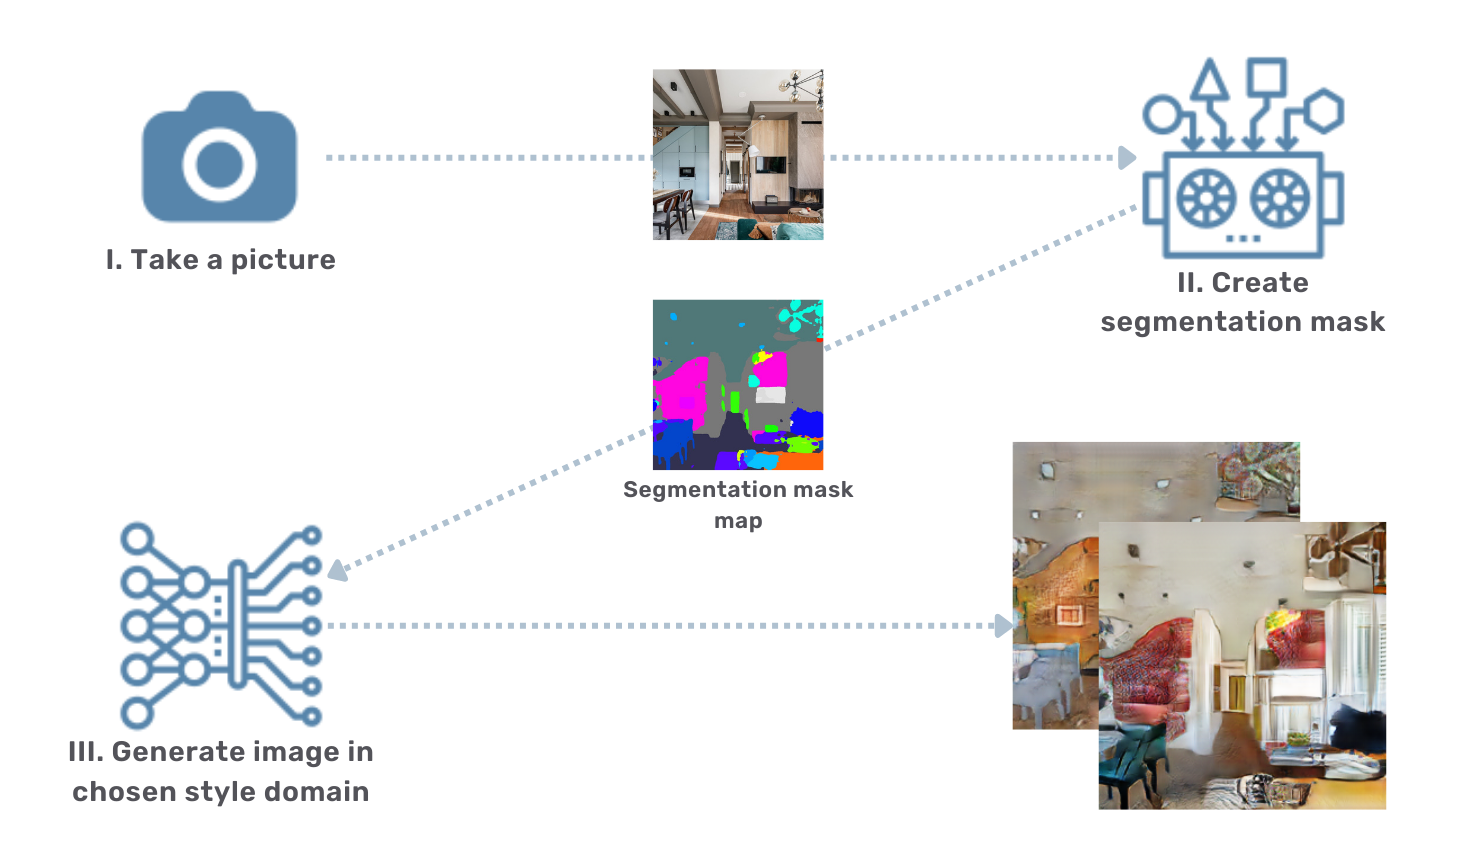 I. Take a picture
II. Create
segmentation mask
Segmentation mask
map
III. Generate image in
chosen style domain